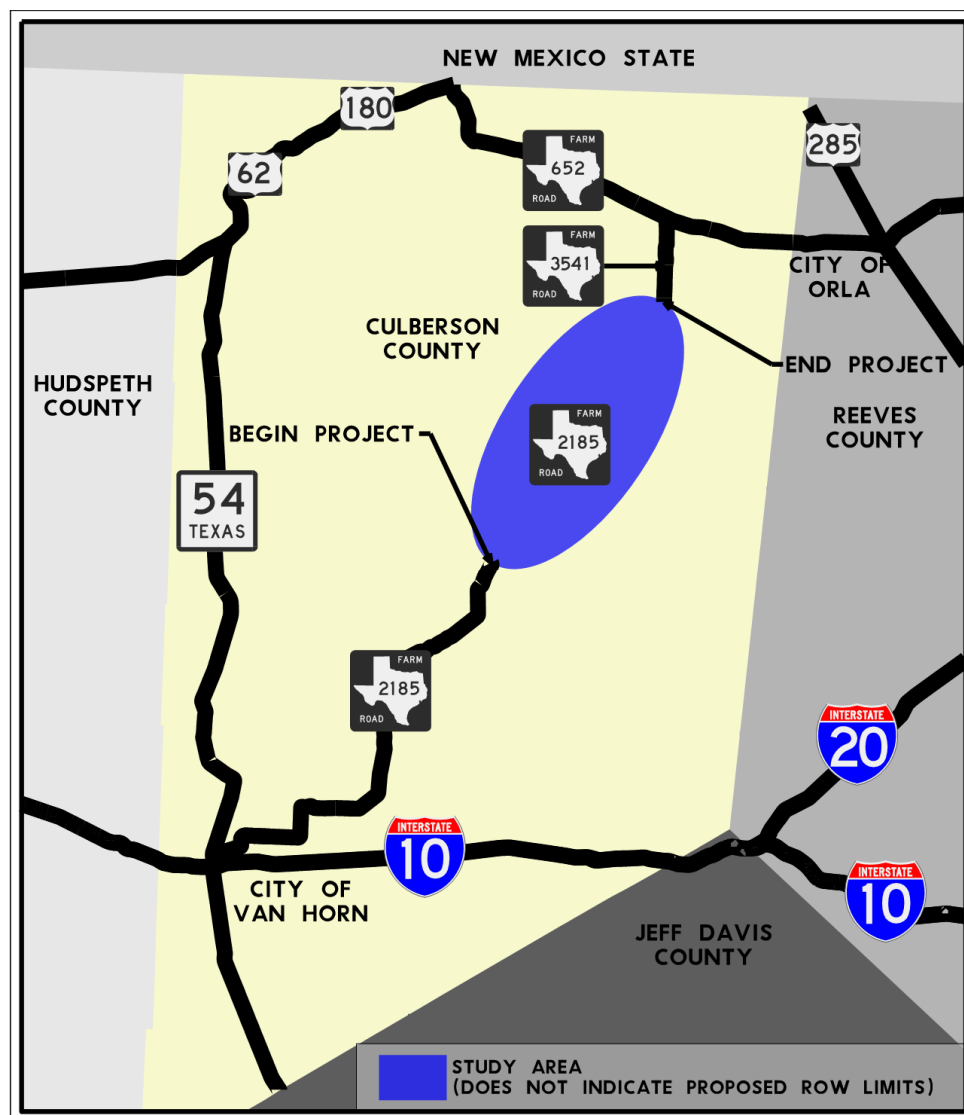 NEW MEXICO STATE
180
285
62
FARM
652
ROAD
FARM
3541
ROAD
CITY OF
ORLA
CULBERSON
COUNTY
END PROJECT
HUDSPETH
COUNTY
REEVES
COUNTY
BEGIN PROJECT
FARM
2185
ROAD
54
TEXAS
FARM
2185
ROAD
INTERSTATE
20
INTERSTATE
10
INTERSTATE
10
CITY OF
VAN HORN
JEFF DAVIS
COUNTY
STUDY AREA
(DOES NOT INDICATE PROPOSED ROW LIMITS)